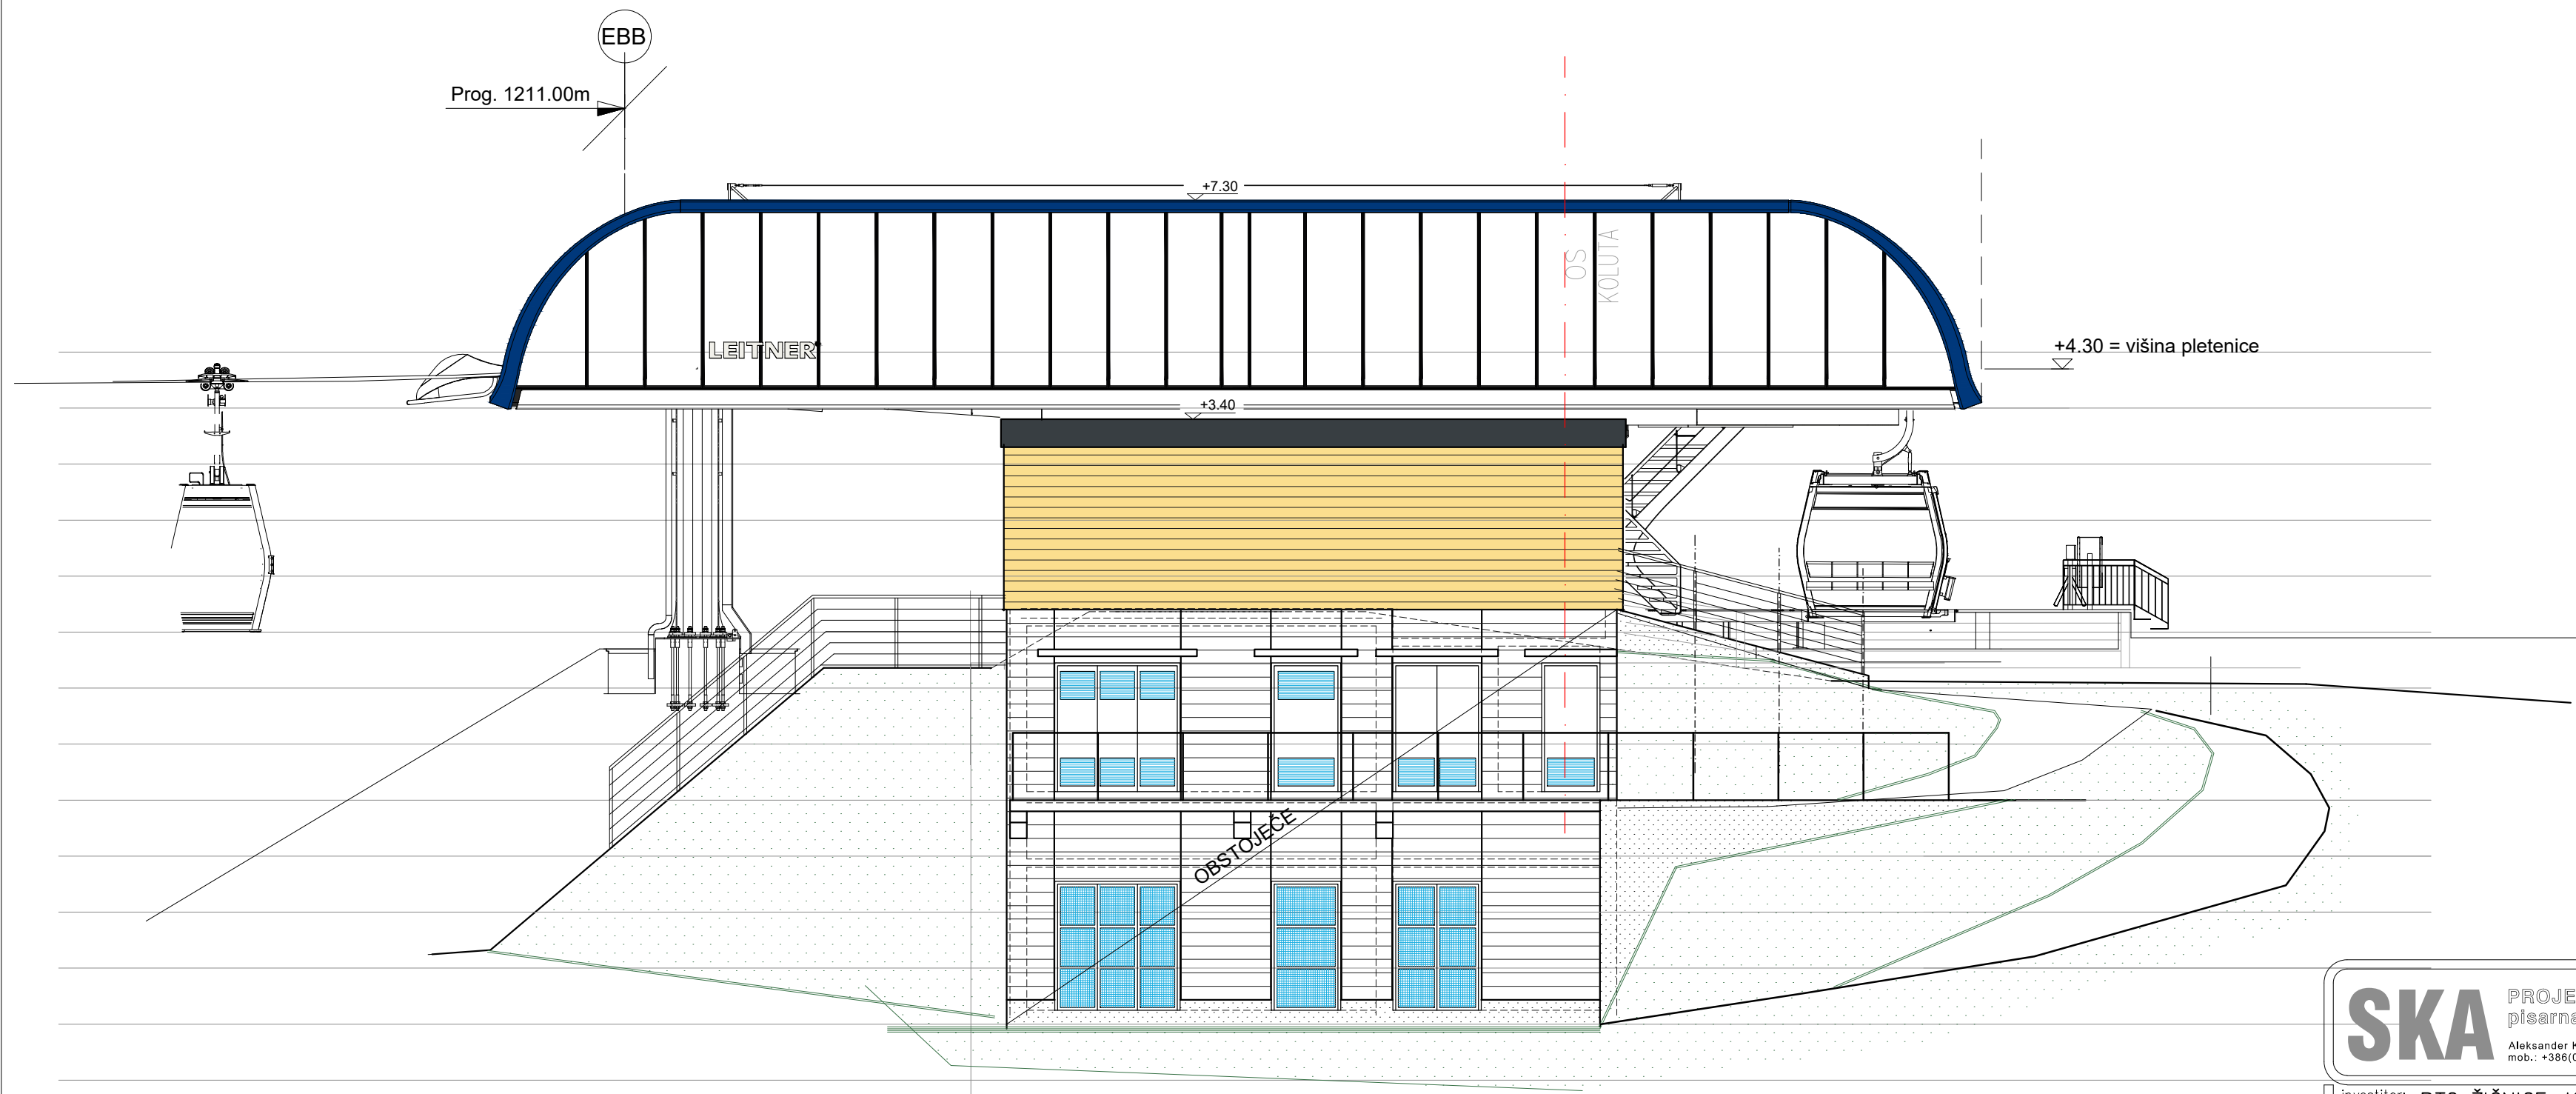 EBB
Prog. 1211.00m
+7.30
OS
KOLUTA
LEITNER
+4.30 = višina pletenice
+3.40
OBSTOJEČE
SKA
pisarna
Aleksander
mob.: +386(0